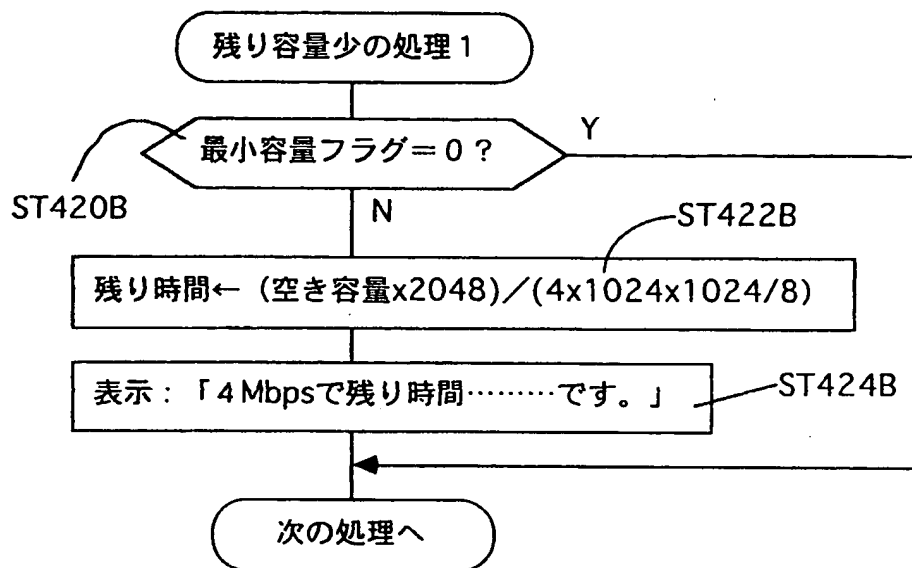 残り容量少の処理1
最小容量フラグ=0?
Y
ST420B
N
ST422B
残り時間←(空き容量x2048)/(4x1024x1024/8)
表示:「4Mbpsで残り時間………です。」
ST424B
次の処理へ